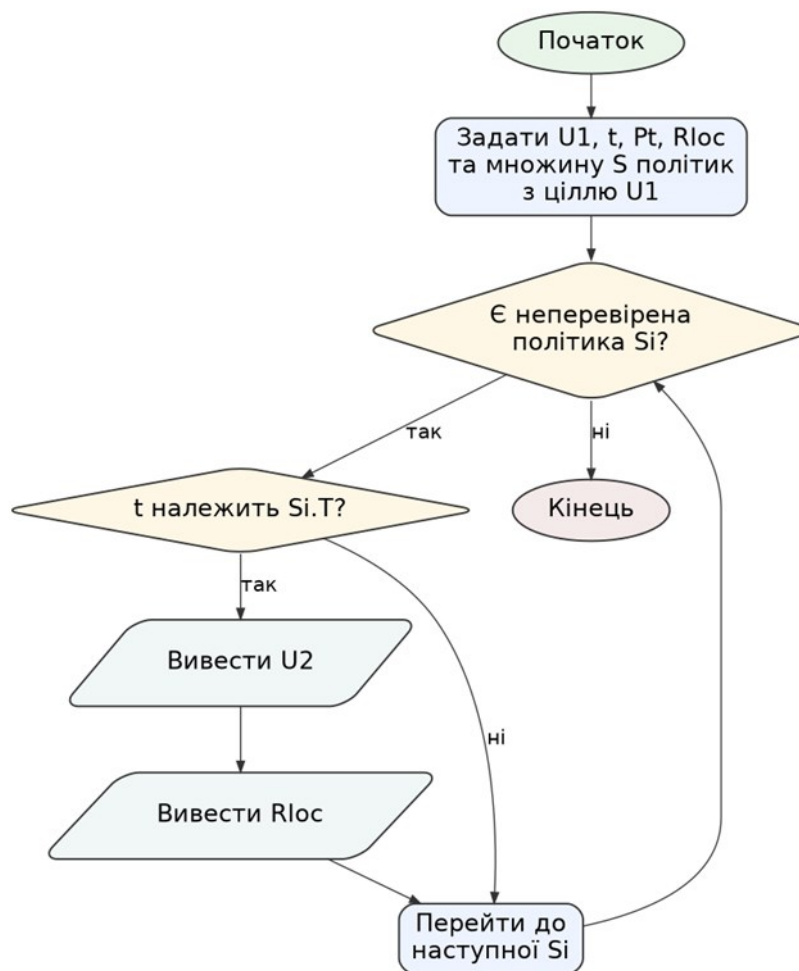 Початок
Задати U1, t, Pt, Rloc
та множину S політик
з ціллю U1
Є неперевірена
політика Si?
так
ні
t належить Si.T?
Кінець
так
Вивести U2
ні
Вивести Rloc
Перейти до
наступної Si